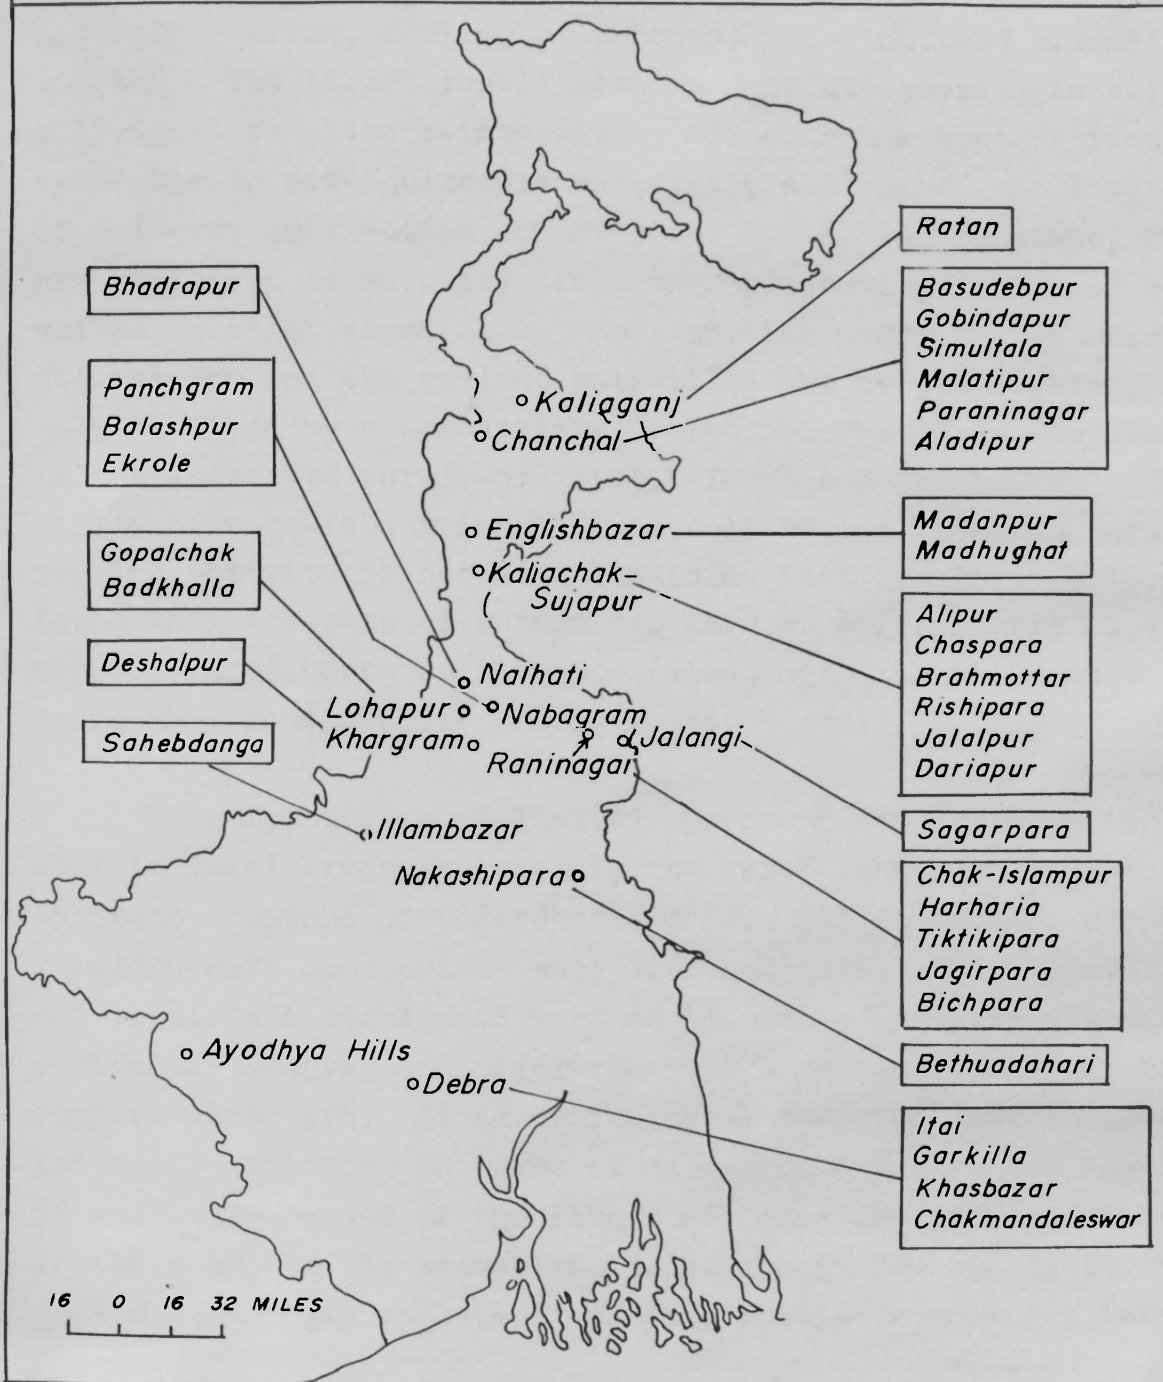 Ratan
Basudebpur
Gobindapur
Simultala
Malatipur
Paraninagar
Aladipur
Bhadrapur
Panchgram
Balashpur
Ekrole
Kaliaganj
Chanchal
Englishbazar
Madanpur
Madhughat
Gopalchak
Badkhalla
Kaliachak-
Sujapur
Alipur
Chaspara
Brahmottar
Rishipara
Jalalpur
Dariapur
Deshalpur
Naihati
Lohapur
Nabagram
Sahebdanga
Khargram
Jalangi
Raninagar
Illambazar
Sagarpara
Nakashipara
Chak-Islampur
Harharia
Tiktikipara
Jagirpara
Bichpara
Ayodhya Hills
Bethuadahari
Debra
Itai
Garkilla
Khasbazar
Chakmandaleswar
16 0 16 32 MILES